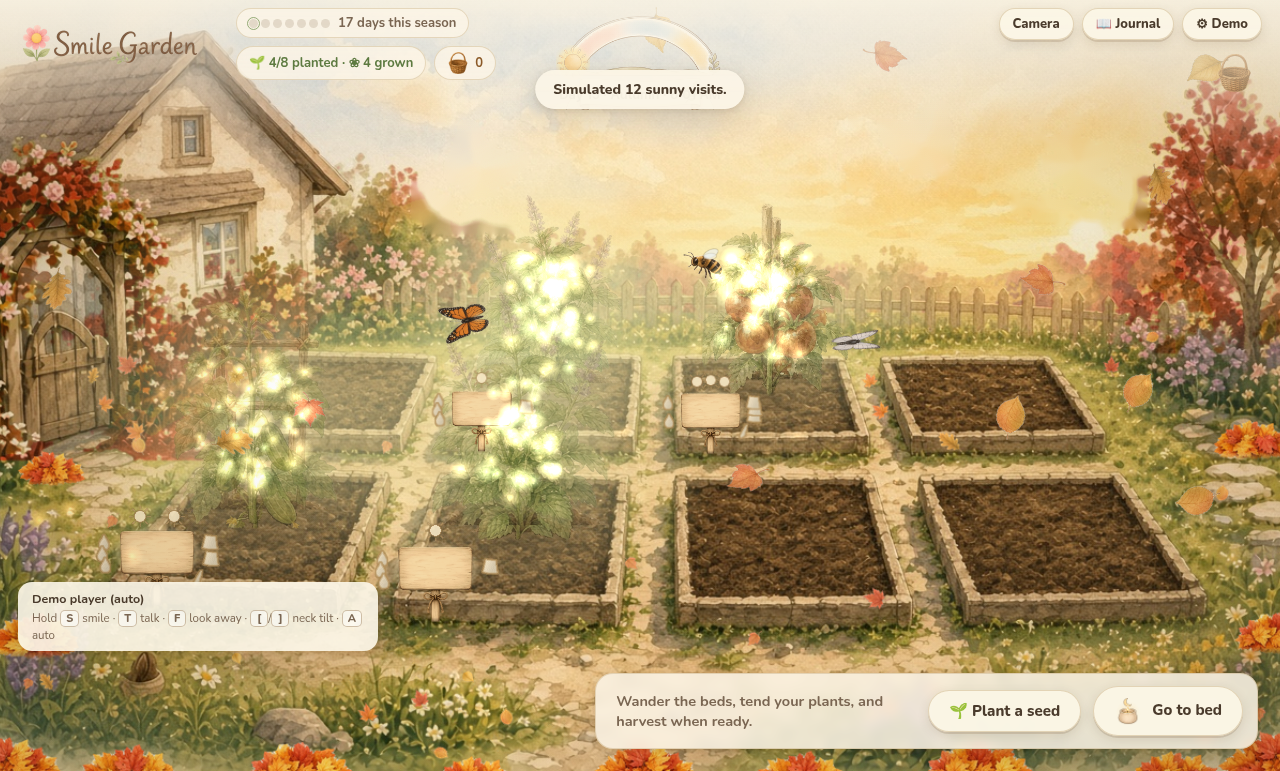 Smile Garden
17 days this season
4/8 planted · 4 grown
0
Simulated 12 sunny visits.
Camera
Journal
Demo
Demo player (auto)
Hold S smile · T talk · F look away · [ / ] neck tilt · A
auto
Wander the beds, tend your plants, and
harvest when ready.
Plant a seed
Go to bed